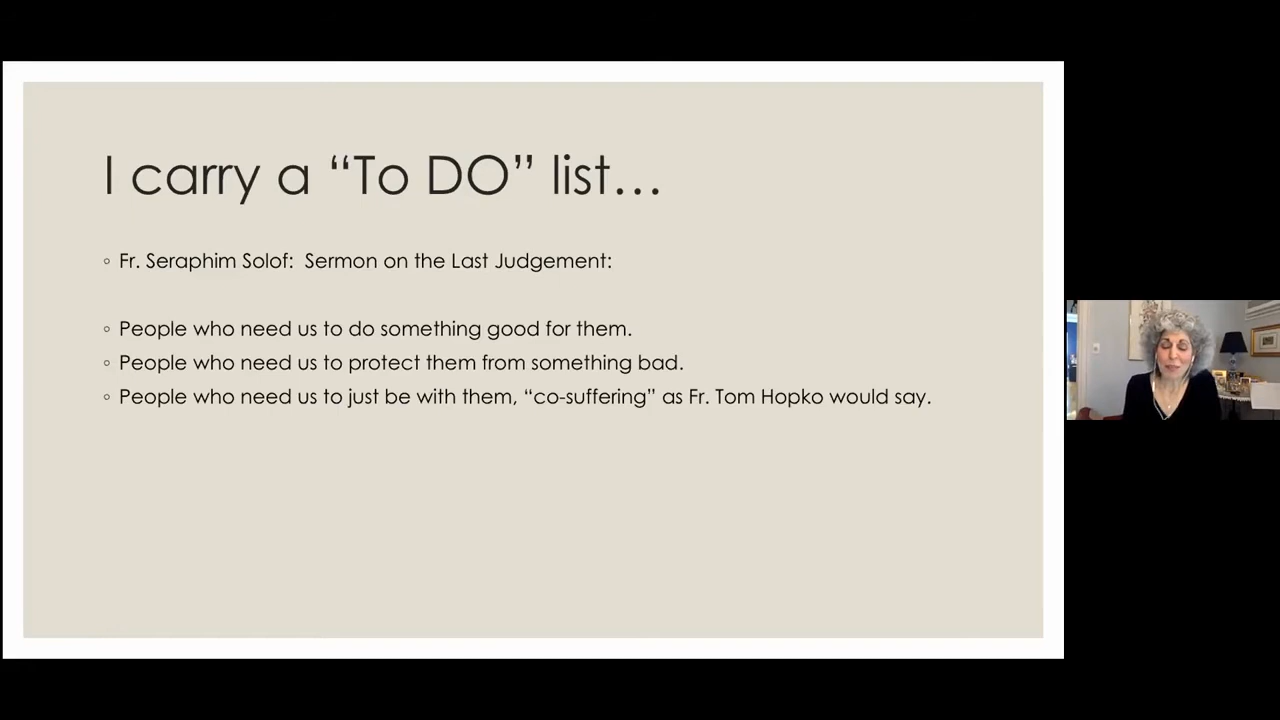 I carry a “To DO” list…
◦ Fr. Seraphim Solof:  Sermon on the Last Judgement:
◦ People who need us to do something good for them.
◦ People who need us to protect them from something bad.
◦ People who need us to just be with them, “co-suffering” as Fr. Tom Hopko would say.